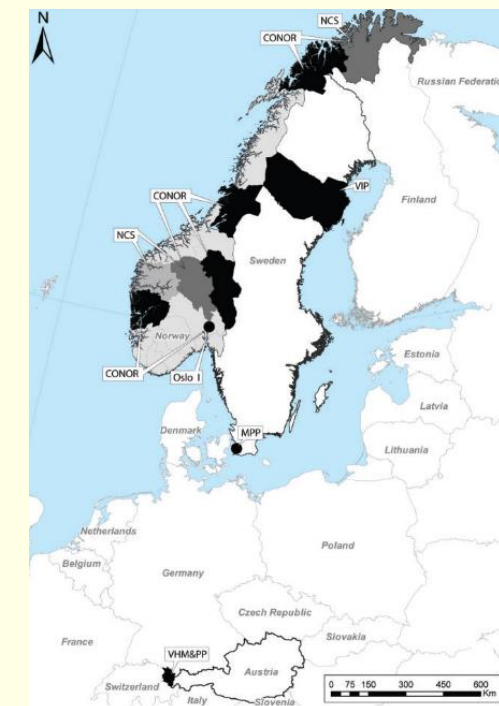 N
NCS
CONOR
Russian Federatio
CONOR
VIP
Finland
NCS
Sweden
Norway
CONOR
Oslo I
Estonia
Latvia
Denmark
MPP
Lithuania
Netherlands
Belgium
Germany
Poland
Czech Republic
France
Slovakia
VHM&PP
Austria
Switzerland
Italy
Slovenia
0 75 150 300 450 600
Km